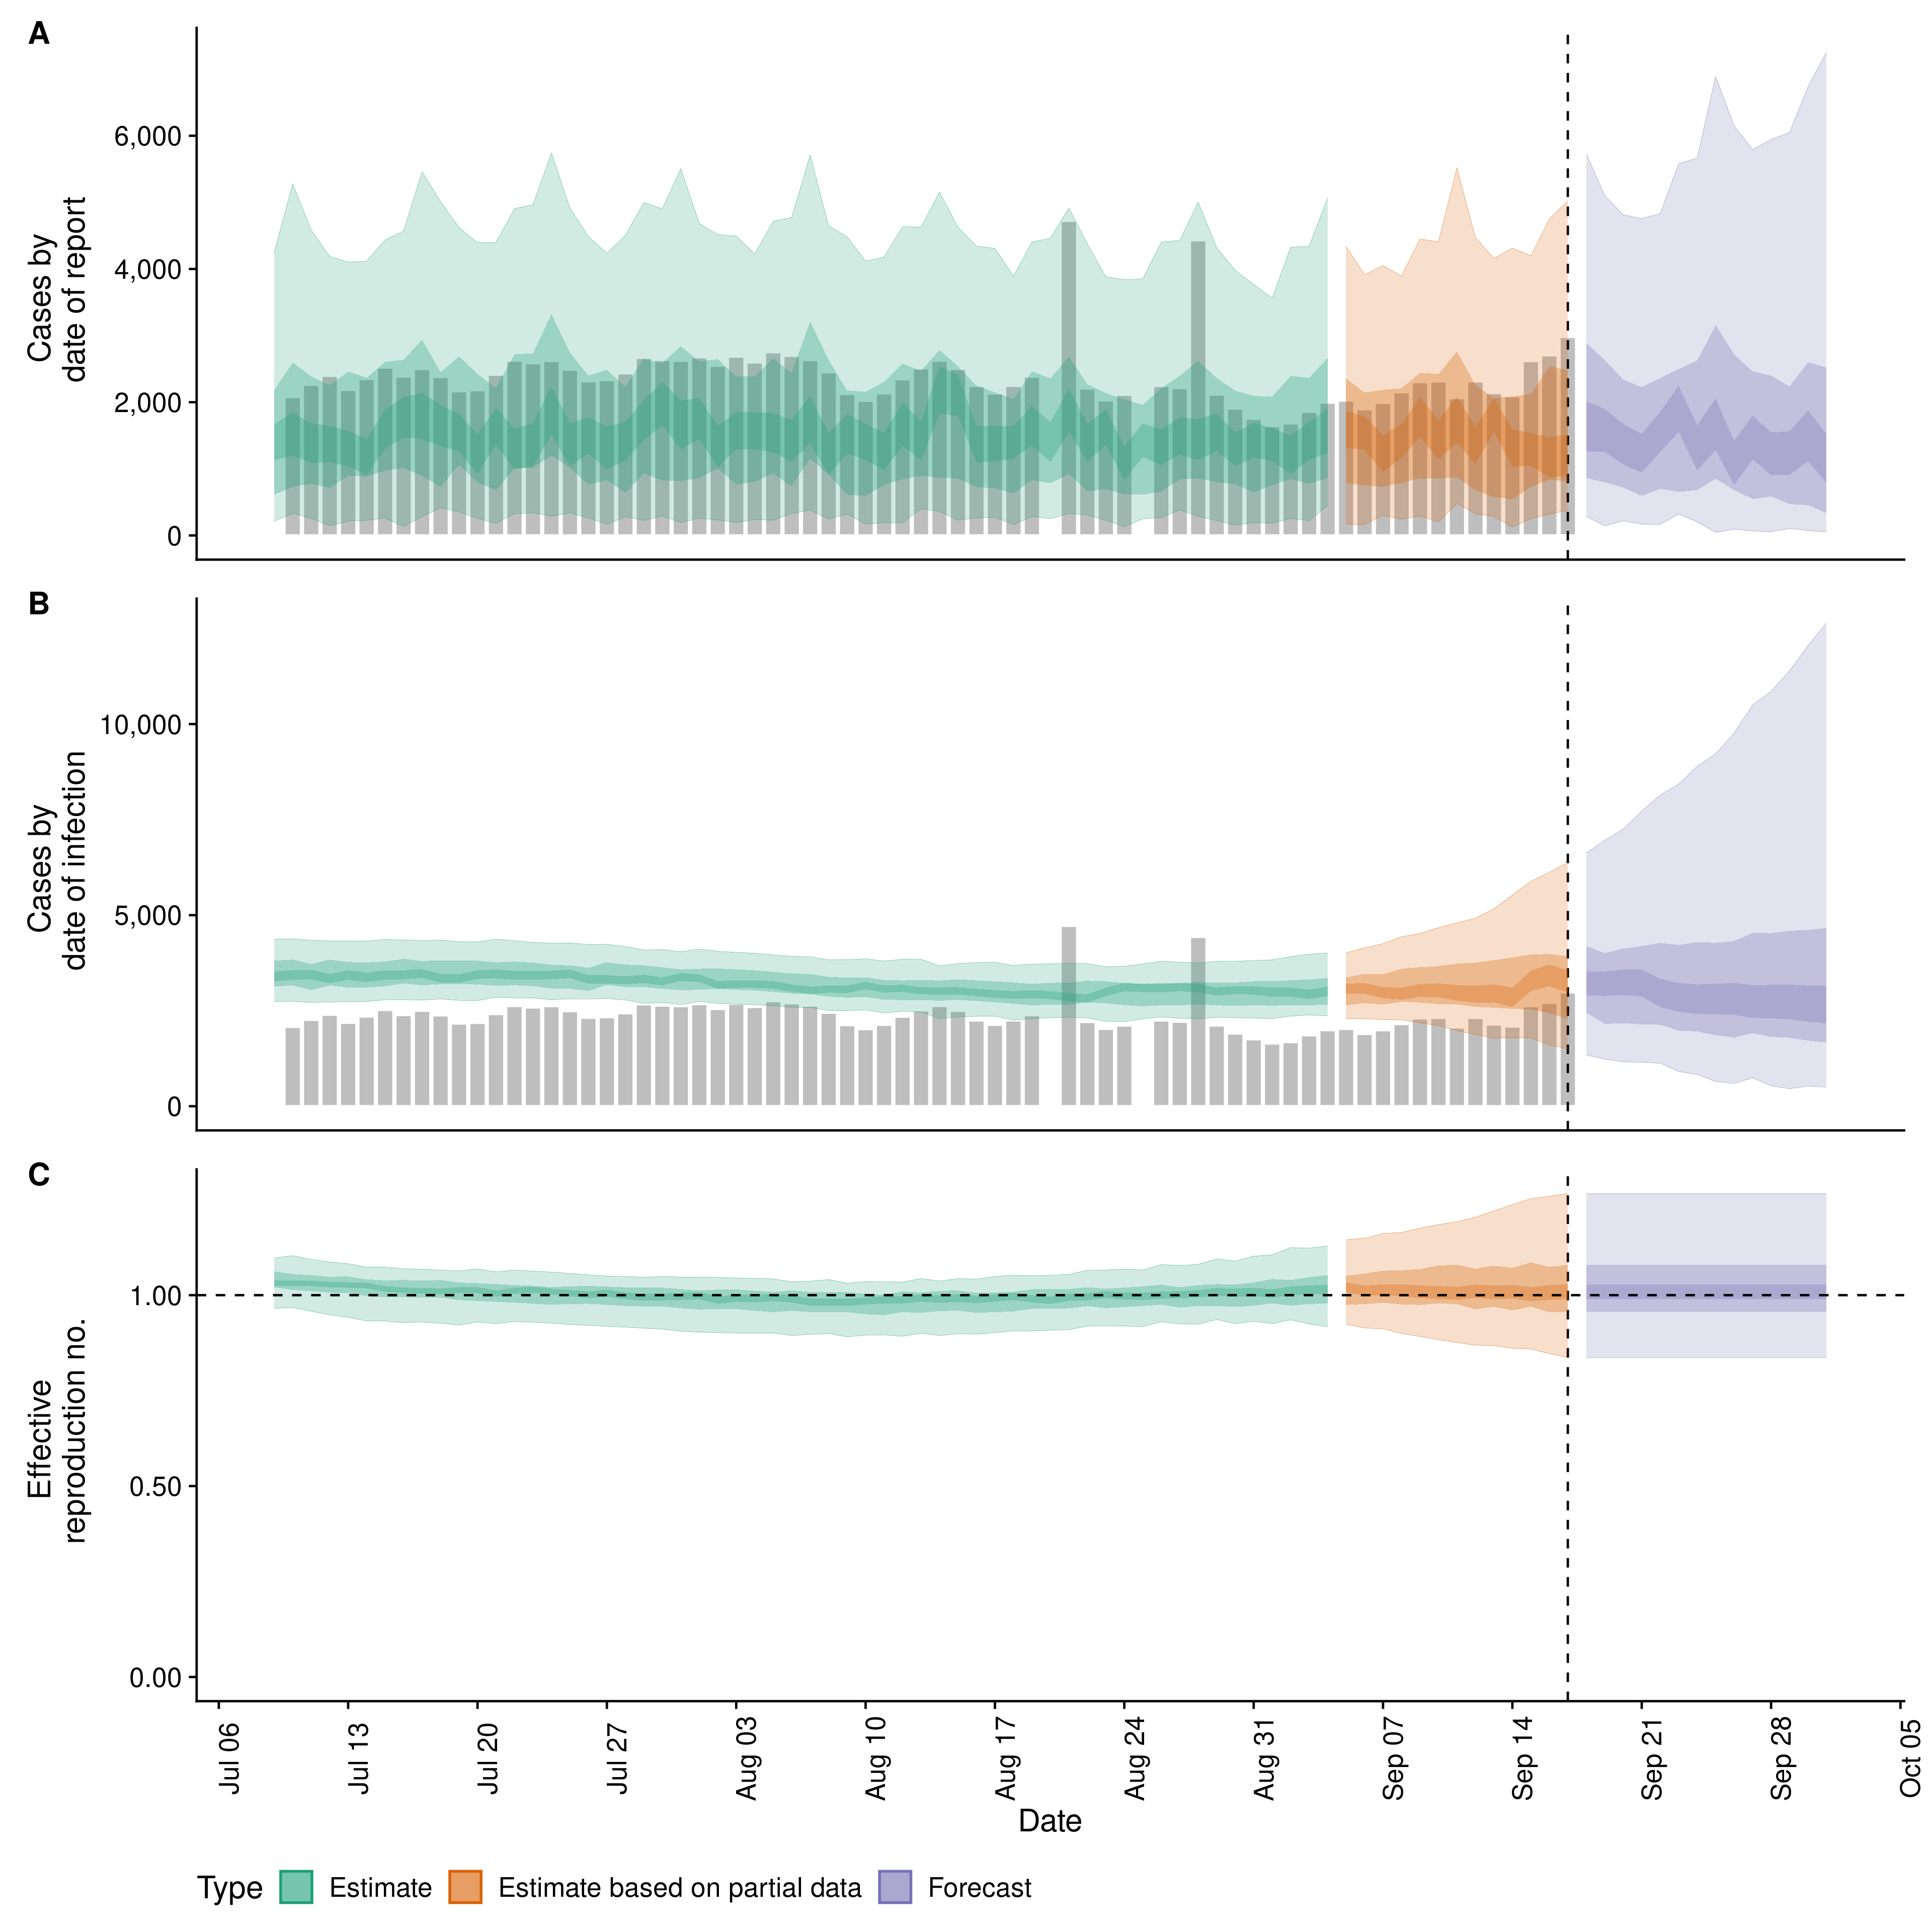 A
Cases by
date of report
6,000
4,000
2,000
0
B
Cases by
date of infection
10,000
5,000
0
C
Effective
reproduction no.
1.00
0.50
0.00
Jul 06
Jul 13
Jul 20
Jul 27
Aug 03
Aug 10
Aug 17
Aug 24
Aug 31
Sep 07
Sep 14
Sep 21
Sep 28
Oct 05
Date
Type Estimate Estimate based on partial data Forecast